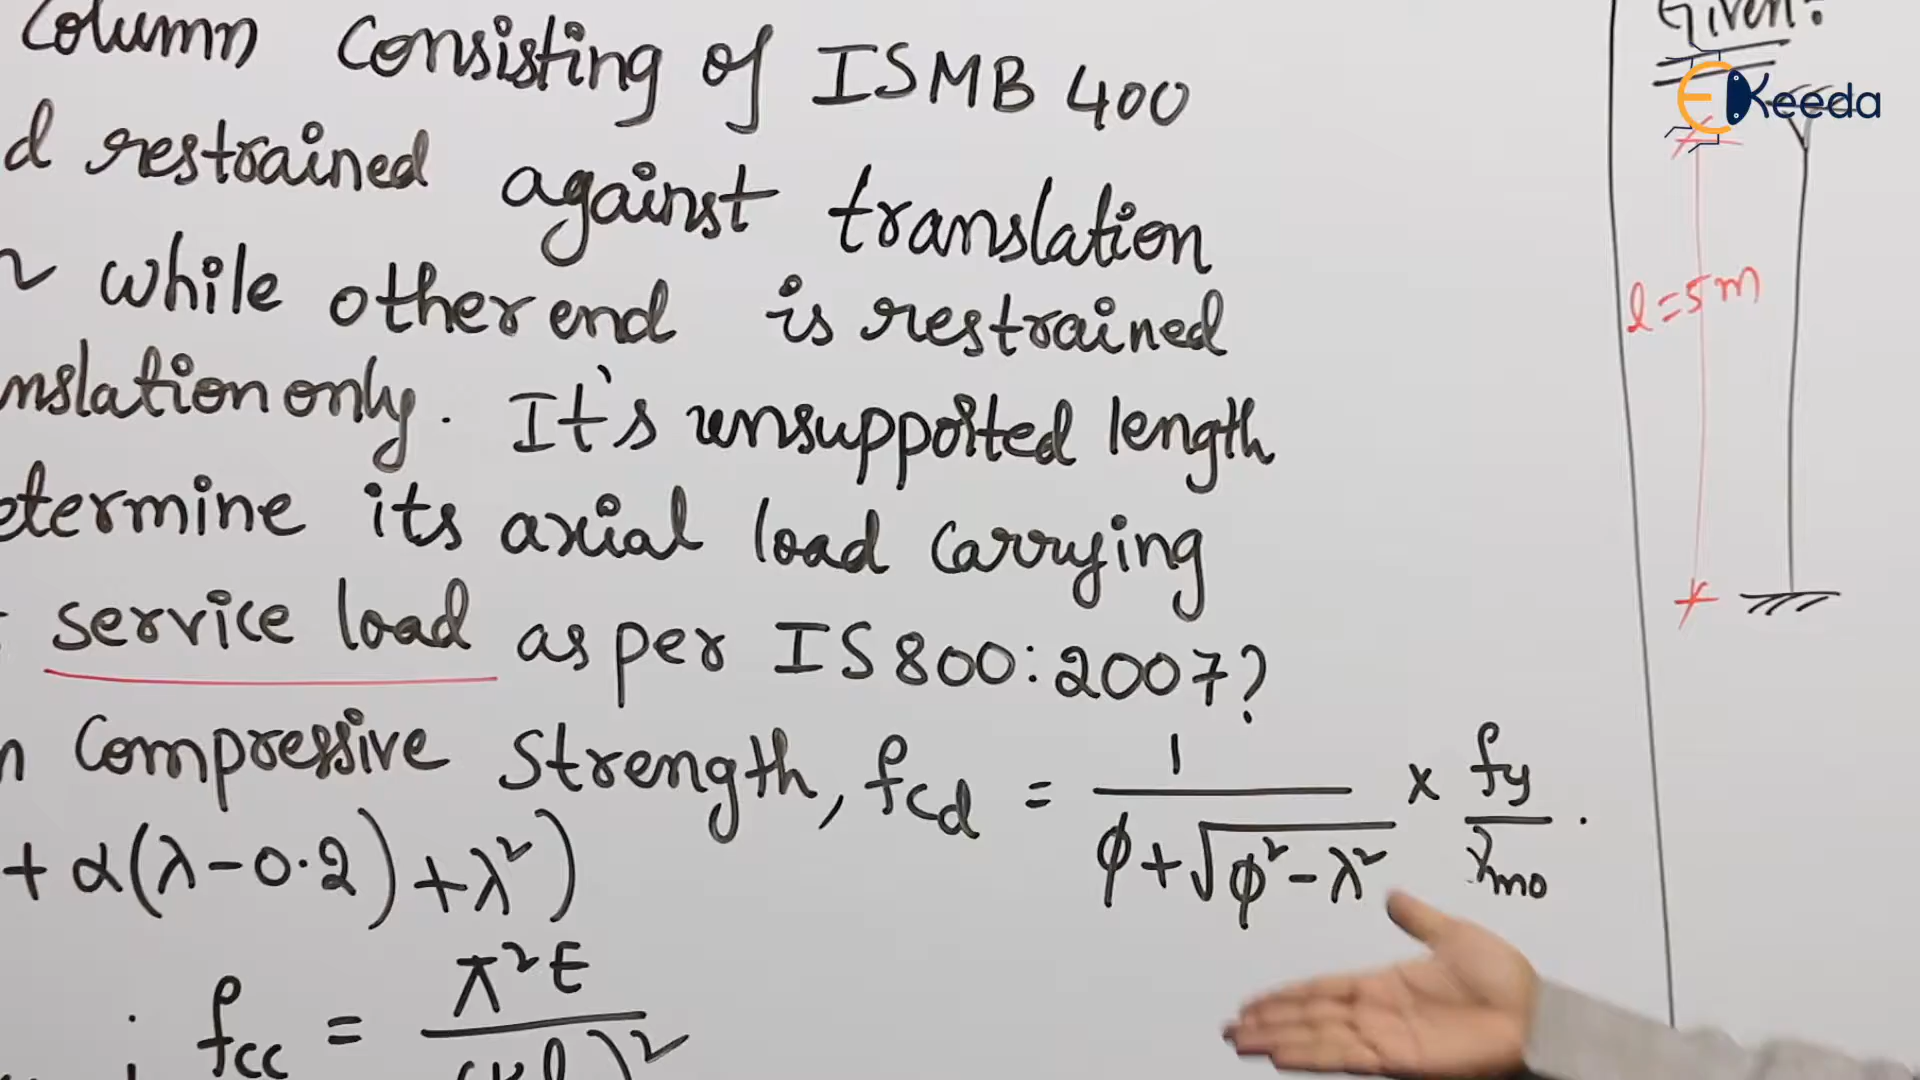 Column Consisting of ISMB 400
d restrained against translation
while other end is restrained
nslation only. It's unsupported length
etermine its axial load carrying
service load as per IS 800:2007?
n Compressive Strength, fcd = 1 / (ϕ + √(ϕ² - λ²)) × fy / γmo .
+ α(λ - 0.2) + λ²)
fcc = π²E
Given:
EKeeda
l = 5m